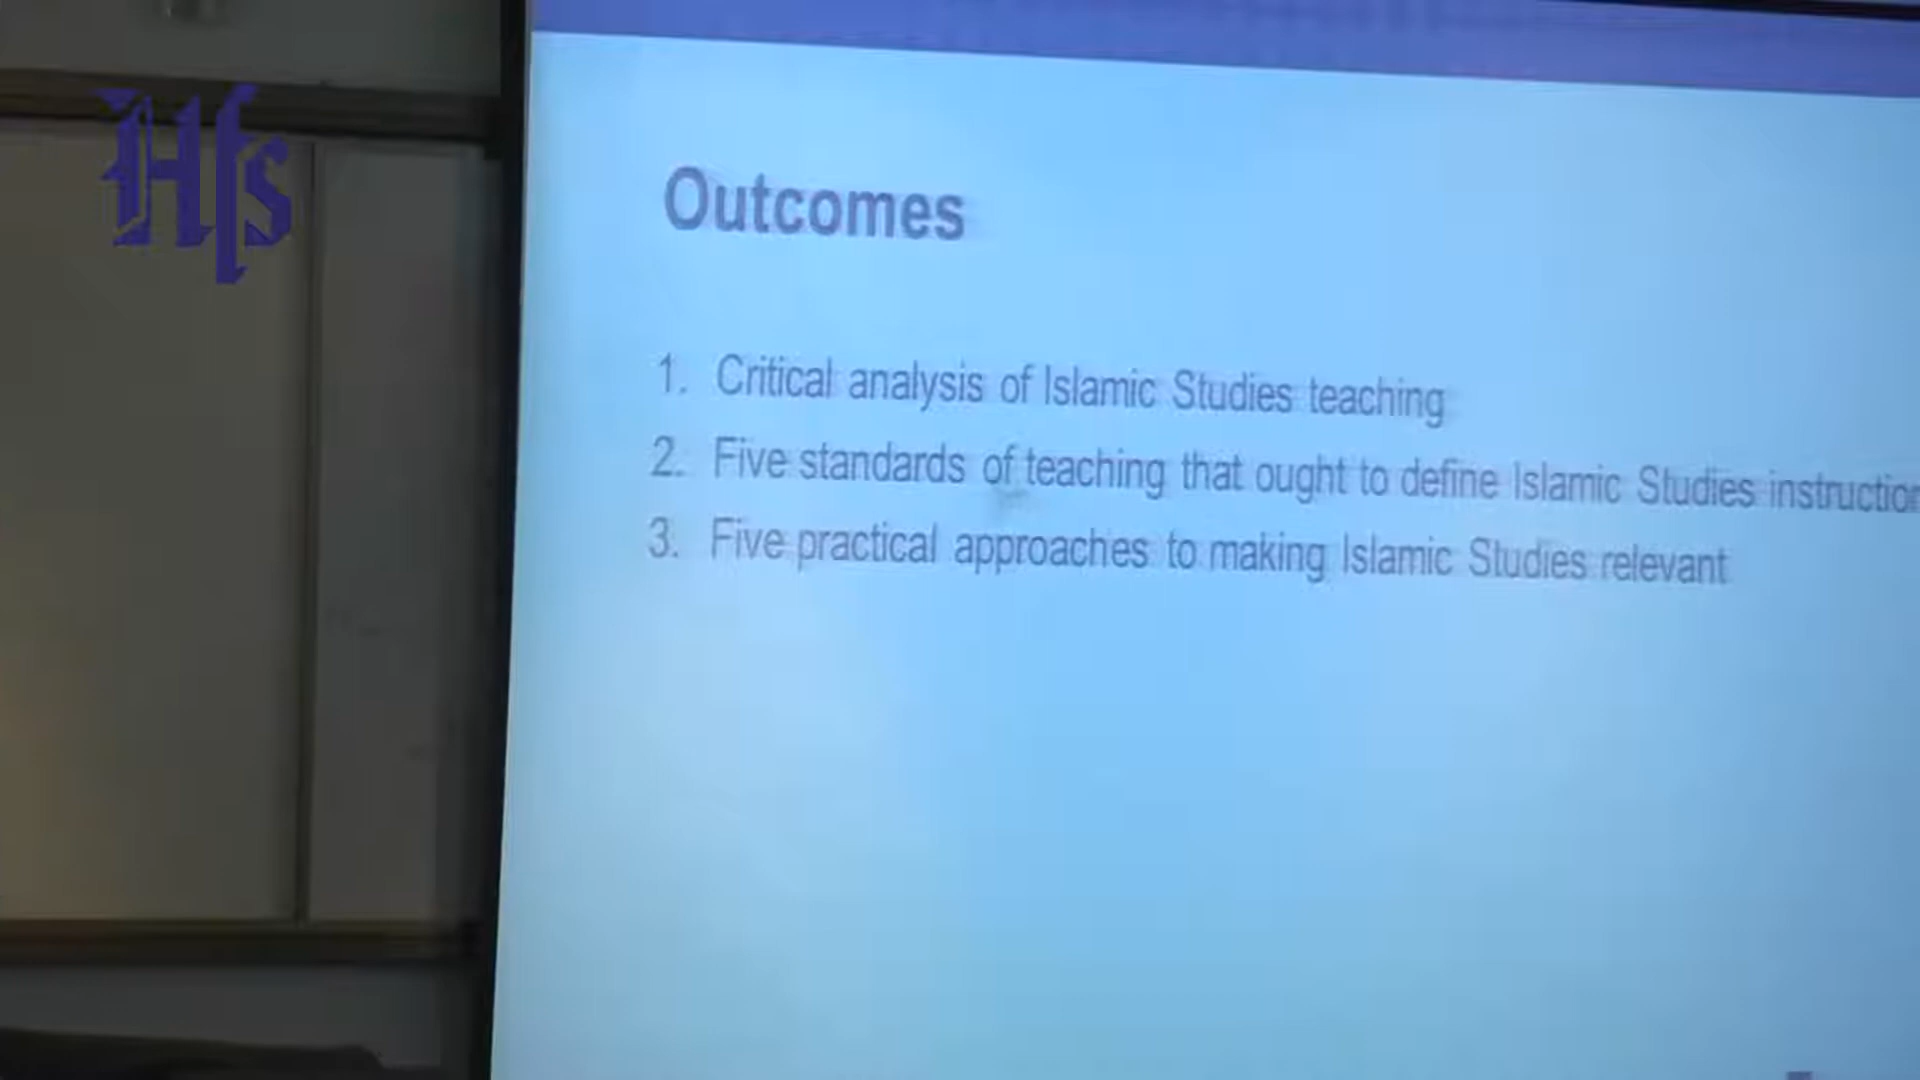 Hfs
Outcomes
1. Critical analysis of Islamic Studies teaching
2. Five standards of teaching that ought to define Islamic Studies instruction
3. Five practical approaches to making Islamic Studies relevant